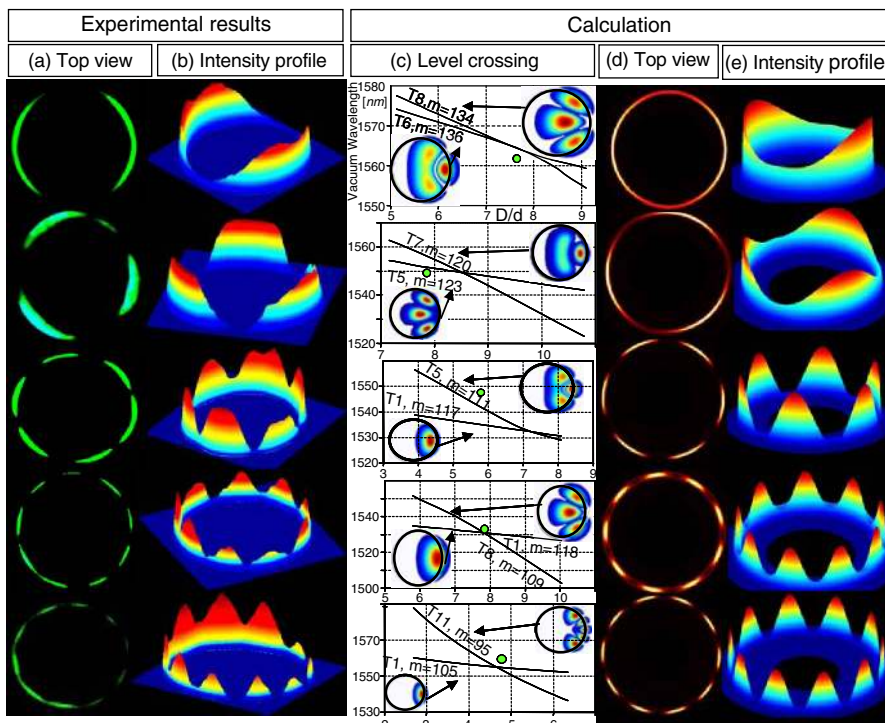 Experimental results
Calculation
(a) Top view
(b) Intensity profile
(c) Level crossing
(d) Top view
(e) Intensity profile
Vacuum Wavelength
[nm]
1580
1570
1560
1550
T8,m=134
T6,m=136
5 6 7 8 9
D/d
1560
1540
1520
T7,m=120
T5, m=123
7 8 9 10
1550
1540
1530
1520
T5, m=111
T1, m=117
3 4 5 6 7 8 9
1540
1520
1500
T1, m=118
T8, m=109
5 6 7 8 9 10
1570
1550
1530
T11, m=95
T1, m=105
2 4 6